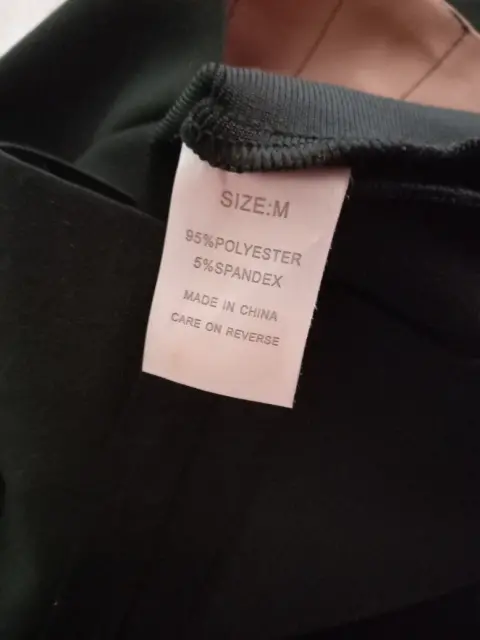 SIZE:M
95%POLYESTER
5%SPANDEX
MADE IN CHINA
CARE ON REVERSE